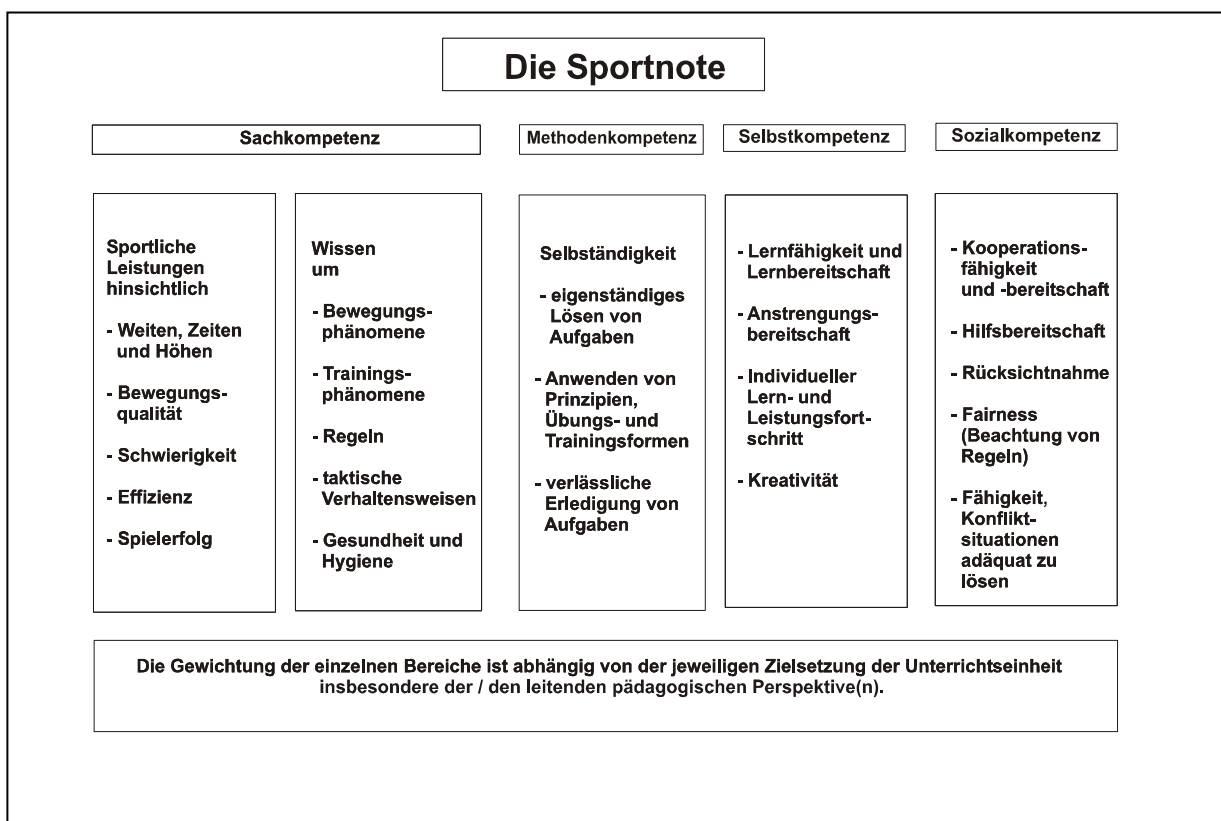 Die Sportnote
Sachkompetenz
Sportliche
Leistungen
hinsichtlich
- Weiten, Zeiten
und Höhen
- Bewegungs-
qualität
- Schwierigkeit
- Effizienz
- Spielerfolg
Wissen
um
- Bewegungs-
phänomene
- Trainings-
phänomene
- Regeln
- taktische
Verhaltensweisen
- Gesundheit und
Hygiene
Methodenkompetenz
Selbständigkeit
- eigenständiges
Lösen von
Aufgaben
- Anwenden von
Prinzipien,
Übungs- und
Trainingsformen
- verlässliche
Erledigung von
Aufgaben
Selbstkompetenz
- Lernfähigkeit und
Lernbereitschaft
- Anstrengungs-
bereitschaft
- Individueller
Lern- und
Leistungsfort-
schritt
- Kreativität
Sozialkompetenz
- Kooperations-
fähigkeit
und -bereitschaft
- Hilfsbereitschaft
- Rücksichtnahme
- Fairness
(Beachtung von
Regeln)
- Fähigkeit,
Konflikt-
situationen
adäquat zu
lösen
Die Gewichtung der einzelnen Bereiche ist abhängig von der jeweiligen Zielsetzung der Unterrichtseinheit
insbesondere der / den leitenden pädagogischen Perspektive(n).